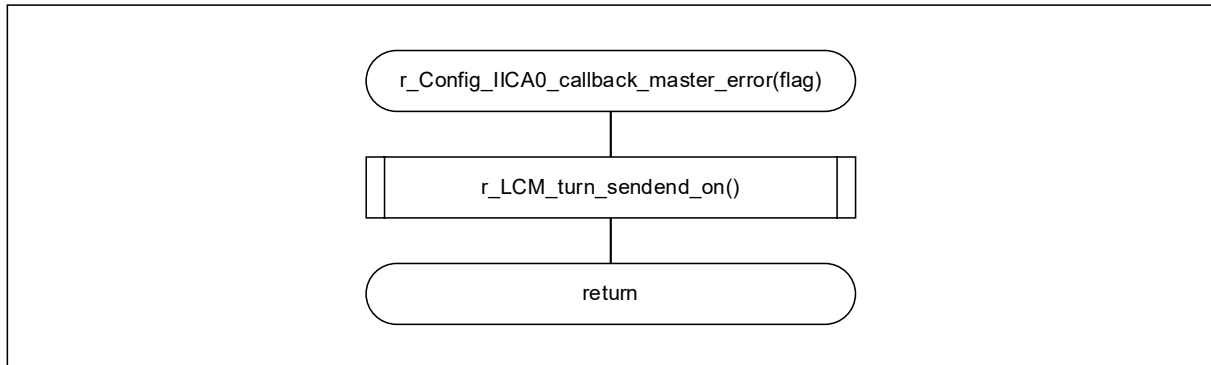 r_Config_IICA0_callback_master_error(flag)
r_LCM_turn_sendend_on()
return